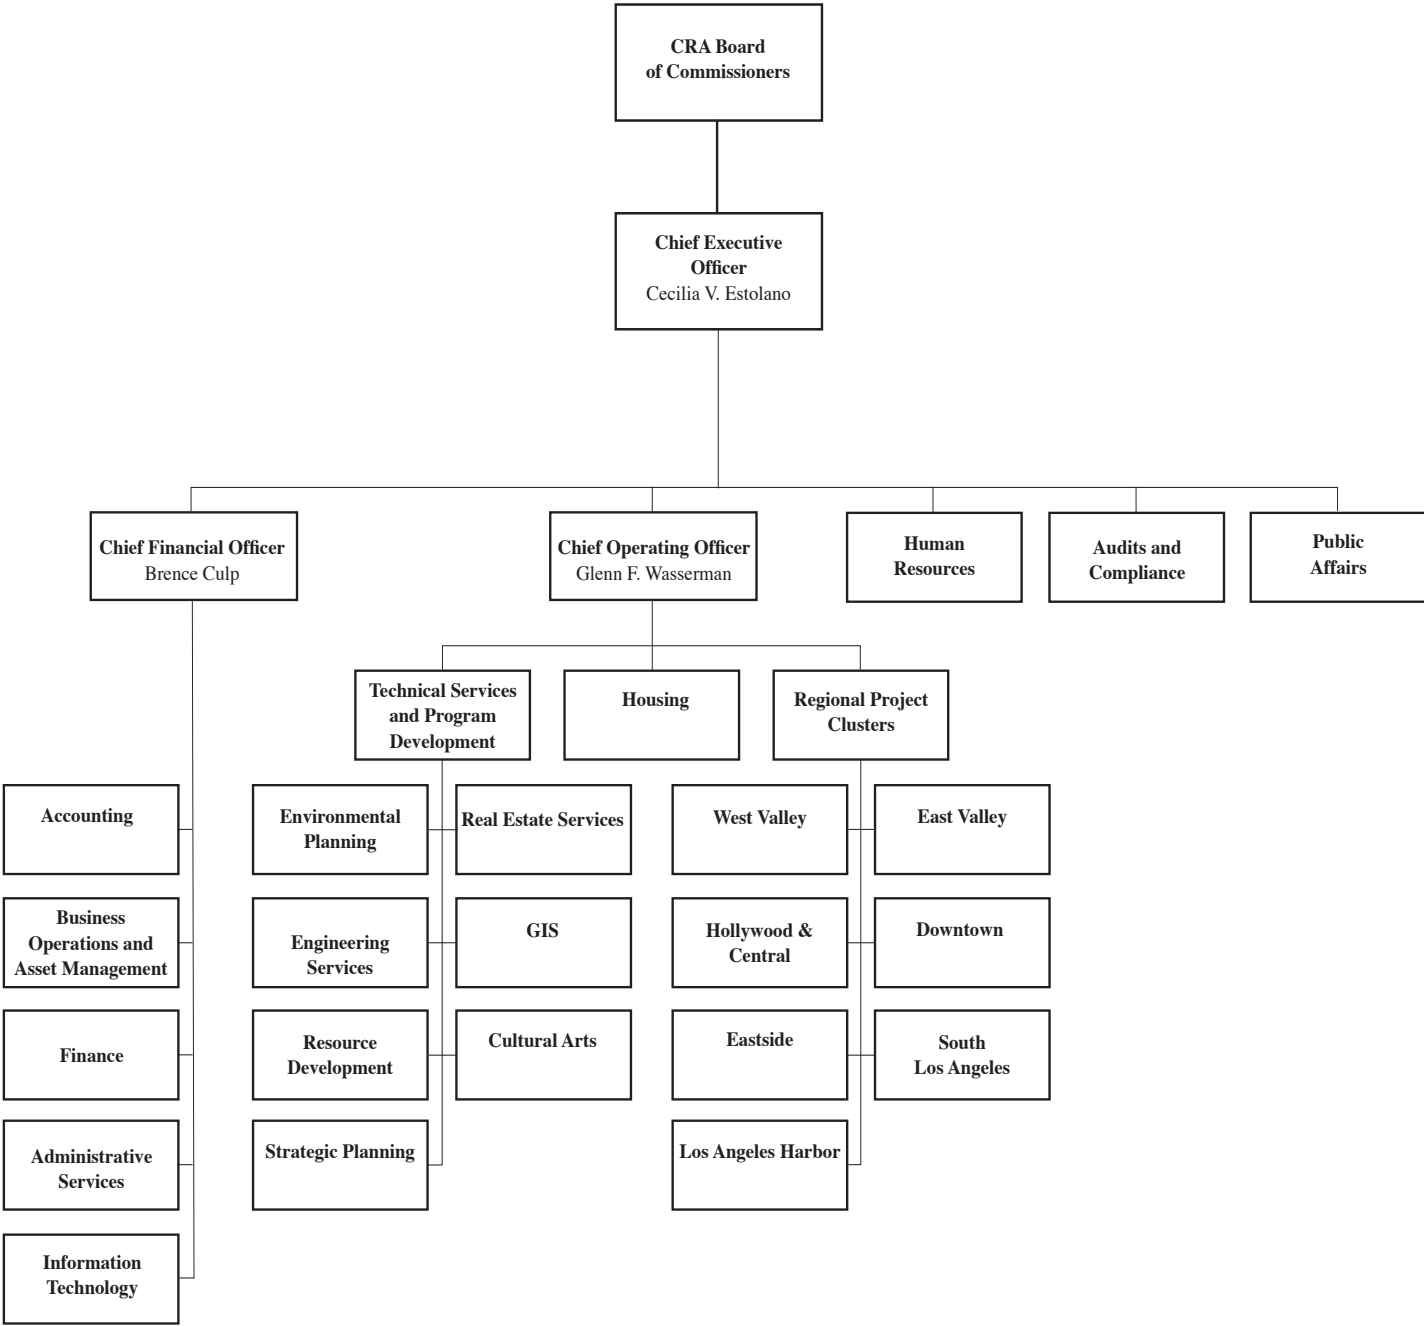 CRA Board
of Commissioners
Chief Executive
Officer
Cecilia V. Estolano
Chief Financial Officer
Brence Culp
Chief Operating Officer
Glenn F. Wasserman
Human
Resources
Audits and
Compliance
Public
Affairs
Technical Services
and Program
Development
Housing
Regional Project
Clusters
Accounting
Environmental
Planning
Real Estate Services
West Valley
East Valley
Business
Operations and
Asset Management
Engineering
Services
GIS
Hollywood &
Central
Downtown
Finance
Resource
Development
Cultural Arts
Eastside
South
Los Angeles
Administrative
Services
Strategic Planning
Los Angeles Harbor
Information
Technology